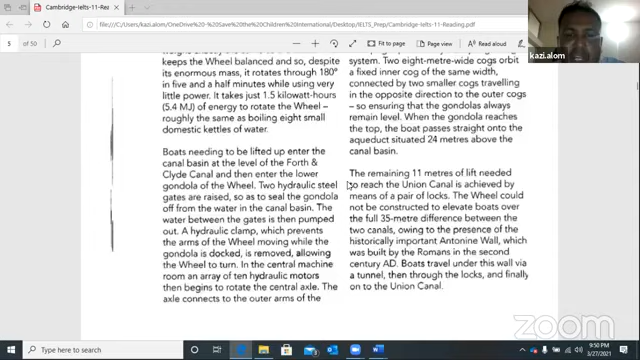 Cambridge-Ielts-11-Rea
file:///C:/Users/kazi.alom/OneDrive%20-%20Save%20the%20Children%20International/Desktop/IELTS_Prep/Cambridge-Ielts-11-Reading.pdf
5 of 50
Fit to page
Page view
Read aloud
kazi.alom
keeps the Wheel balanced and so, despite
its enormous mass, it rotates through 180°
in five and a half minutes while using very
little power. It takes just 1.5 kilowatt-hours
(5.4 MJ) of energy to rotate the Wheel –
roughly the same as boiling eight small
domestic kettles of water.
Boats needing to be lifted up enter the
canal basin at the level of the Forth &
Clyde Canal and then enter the lower
gondola of the Wheel. Two hydraulic steel
gates are raised, so as to seal the gondola
off from the water in the canal basin. The
water between the gates is then pumped
out. A hydraulic clamp, which prevents
the arms of the Wheel moving while the
gondola is docked, is removed, allowing
the Wheel to turn. In the central machine
room an array of ten hydraulic motors
then begins to rotate the central axle. The
axle connects to the outer arms of the
system. Two eight-metre-wide cogs orbit
a fixed inner cog of the same width,
connected by two smaller cogs travelling
in the opposite direction to the outer cogs
– so ensuring that the gondolas always
remain level. When the gondola reaches
the top, the boat passes straight onto the
aqueduct situated 24 metres above the
canal basin.
The remaining 11 metres of lift needed
to reach the Union Canal is achieved by
means of a pair of locks. The Wheel could
not be constructed to elevate boats over
the full 35-metre difference between the
two canals, owing to the presence of the
historically important Antonine Wall, which
was built by the Romans in the second
century AD. Boats travel under this wall via
a tunnel, then through the locks, and finally
on to the Union Canal.
zoom
Type here to search
9:50 PM
3/27/2021